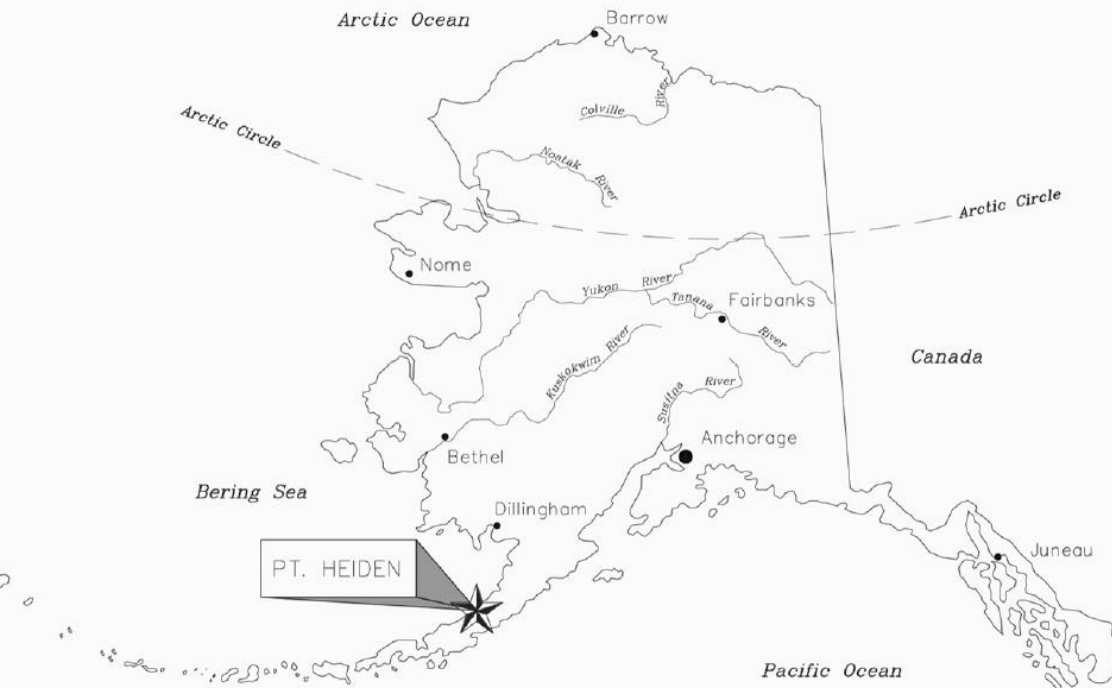 Arctic Ocean
Barrow
Colville River
Arctic Circle
Noatak River
Arctic Circle
Nome
Yukon River
Tanana River
Fairbanks
Kuskokwim River
Canada
Susitna River
Anchorage
Bethel
Bering Sea
Dillingham
Juneau
PT. HEIDEN
Pacific Ocean